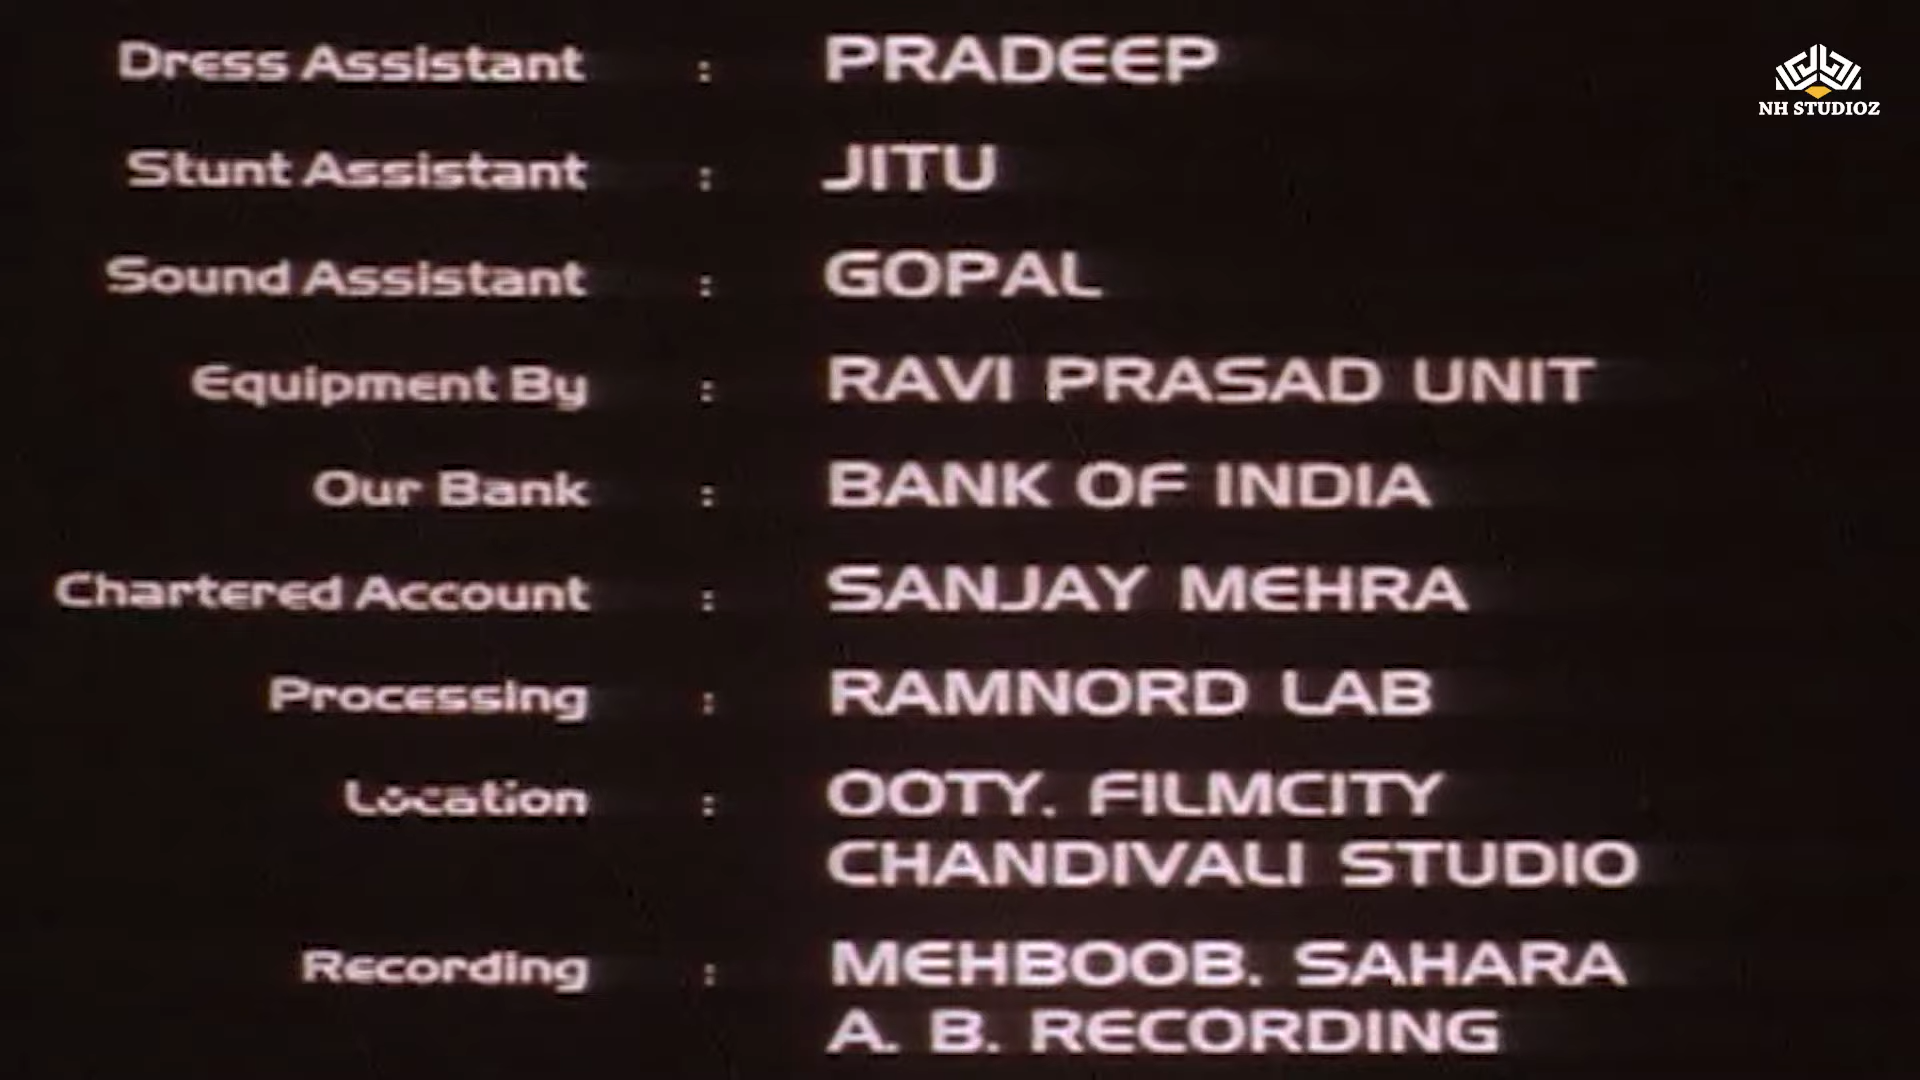 Dress Assistant : PRADEEP
NH STUDIOZ
Stunt Assistant : JITU
Sound Assistant : GOPAL
Equipment By : RAVI PRASAD UNIT
Our Bank : BANK OF INDIA
Chartered Account : SANJAY MEHRA
Processing : RAMNORD LAB
Location : OOTY. FILMCITY
CHANDIVALI STUDIO
Recording : MEHBOOB. SAHARA
A. B. RECORDING